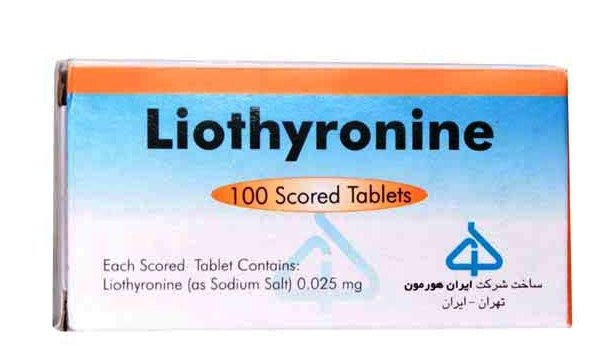 Liothyronine
100 Scored Tablets
Each Scored Tablet Contains:
Liothyronine (as Sodium Salt) 0.025 mg
ساخت شرکت ایران هورمون
تهران - ایران